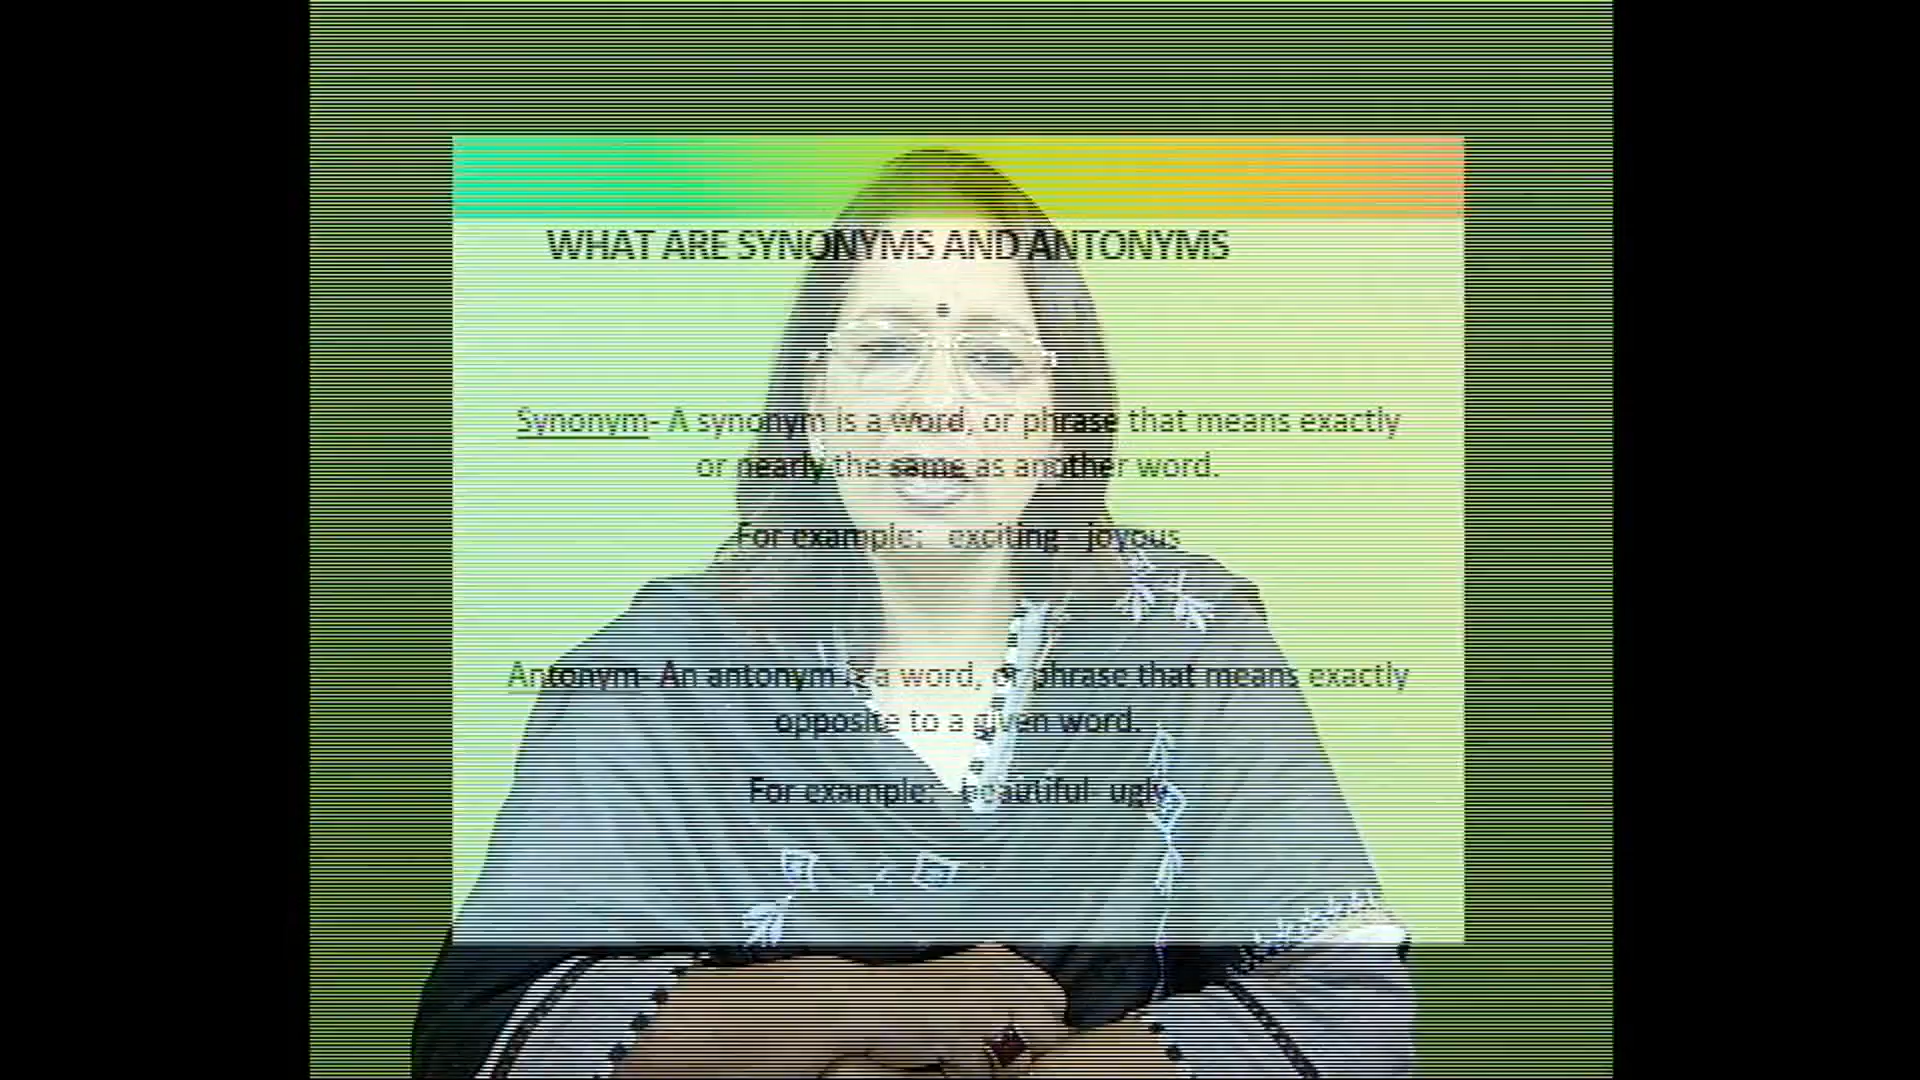 WHAT ARE SYNONYMS AND ANTONYMS
Synonym- A synonym is a word, or phrase that means exactly
or nearly the same as another word.
For example: exciting - joyous
Antonym- An antonym is a word, or phrase that means exactly
opposite to a given word.
For example: beautiful- ugly